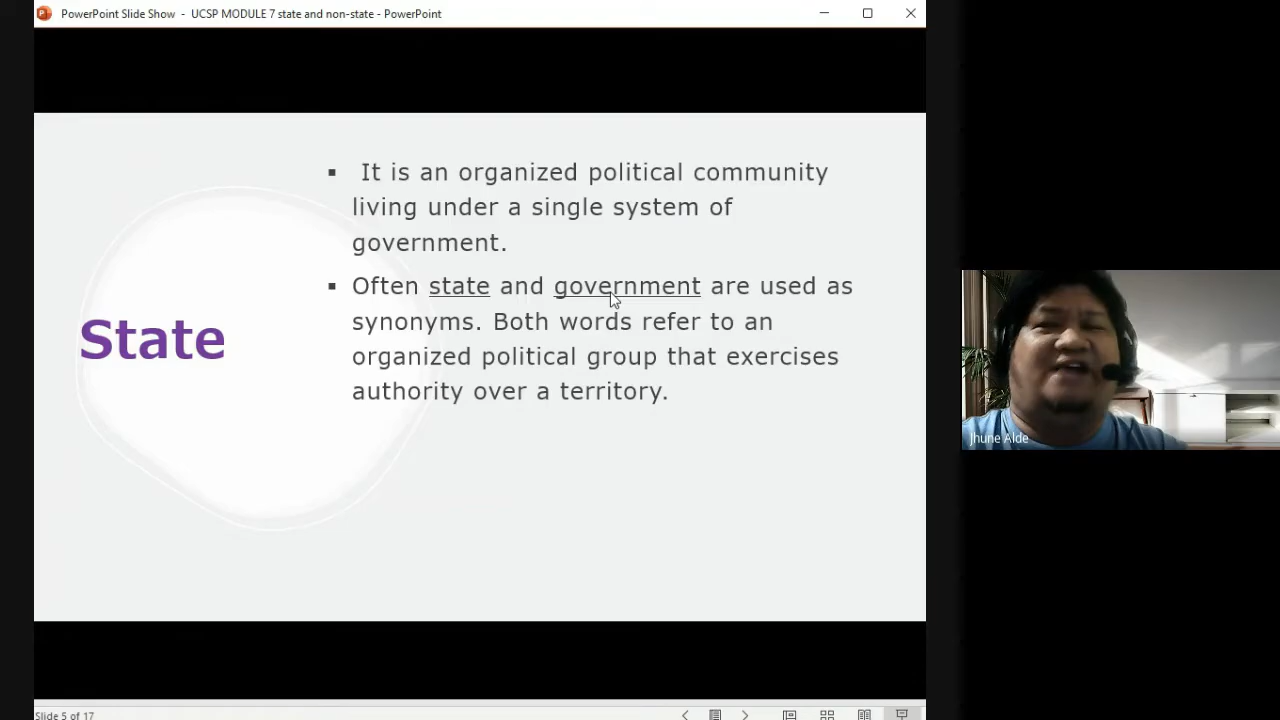 PowerPoint Slide Show - UCSP MODULE 7 state and non-state - PowerPoint
▪ It is an organized political community
living under a single system of
government.
▪ Often state and government are used as
synonyms. Both words refer to an
organized political group that exercises
authority over a territory.
State
Jhune Alde
Slide 5 of 17